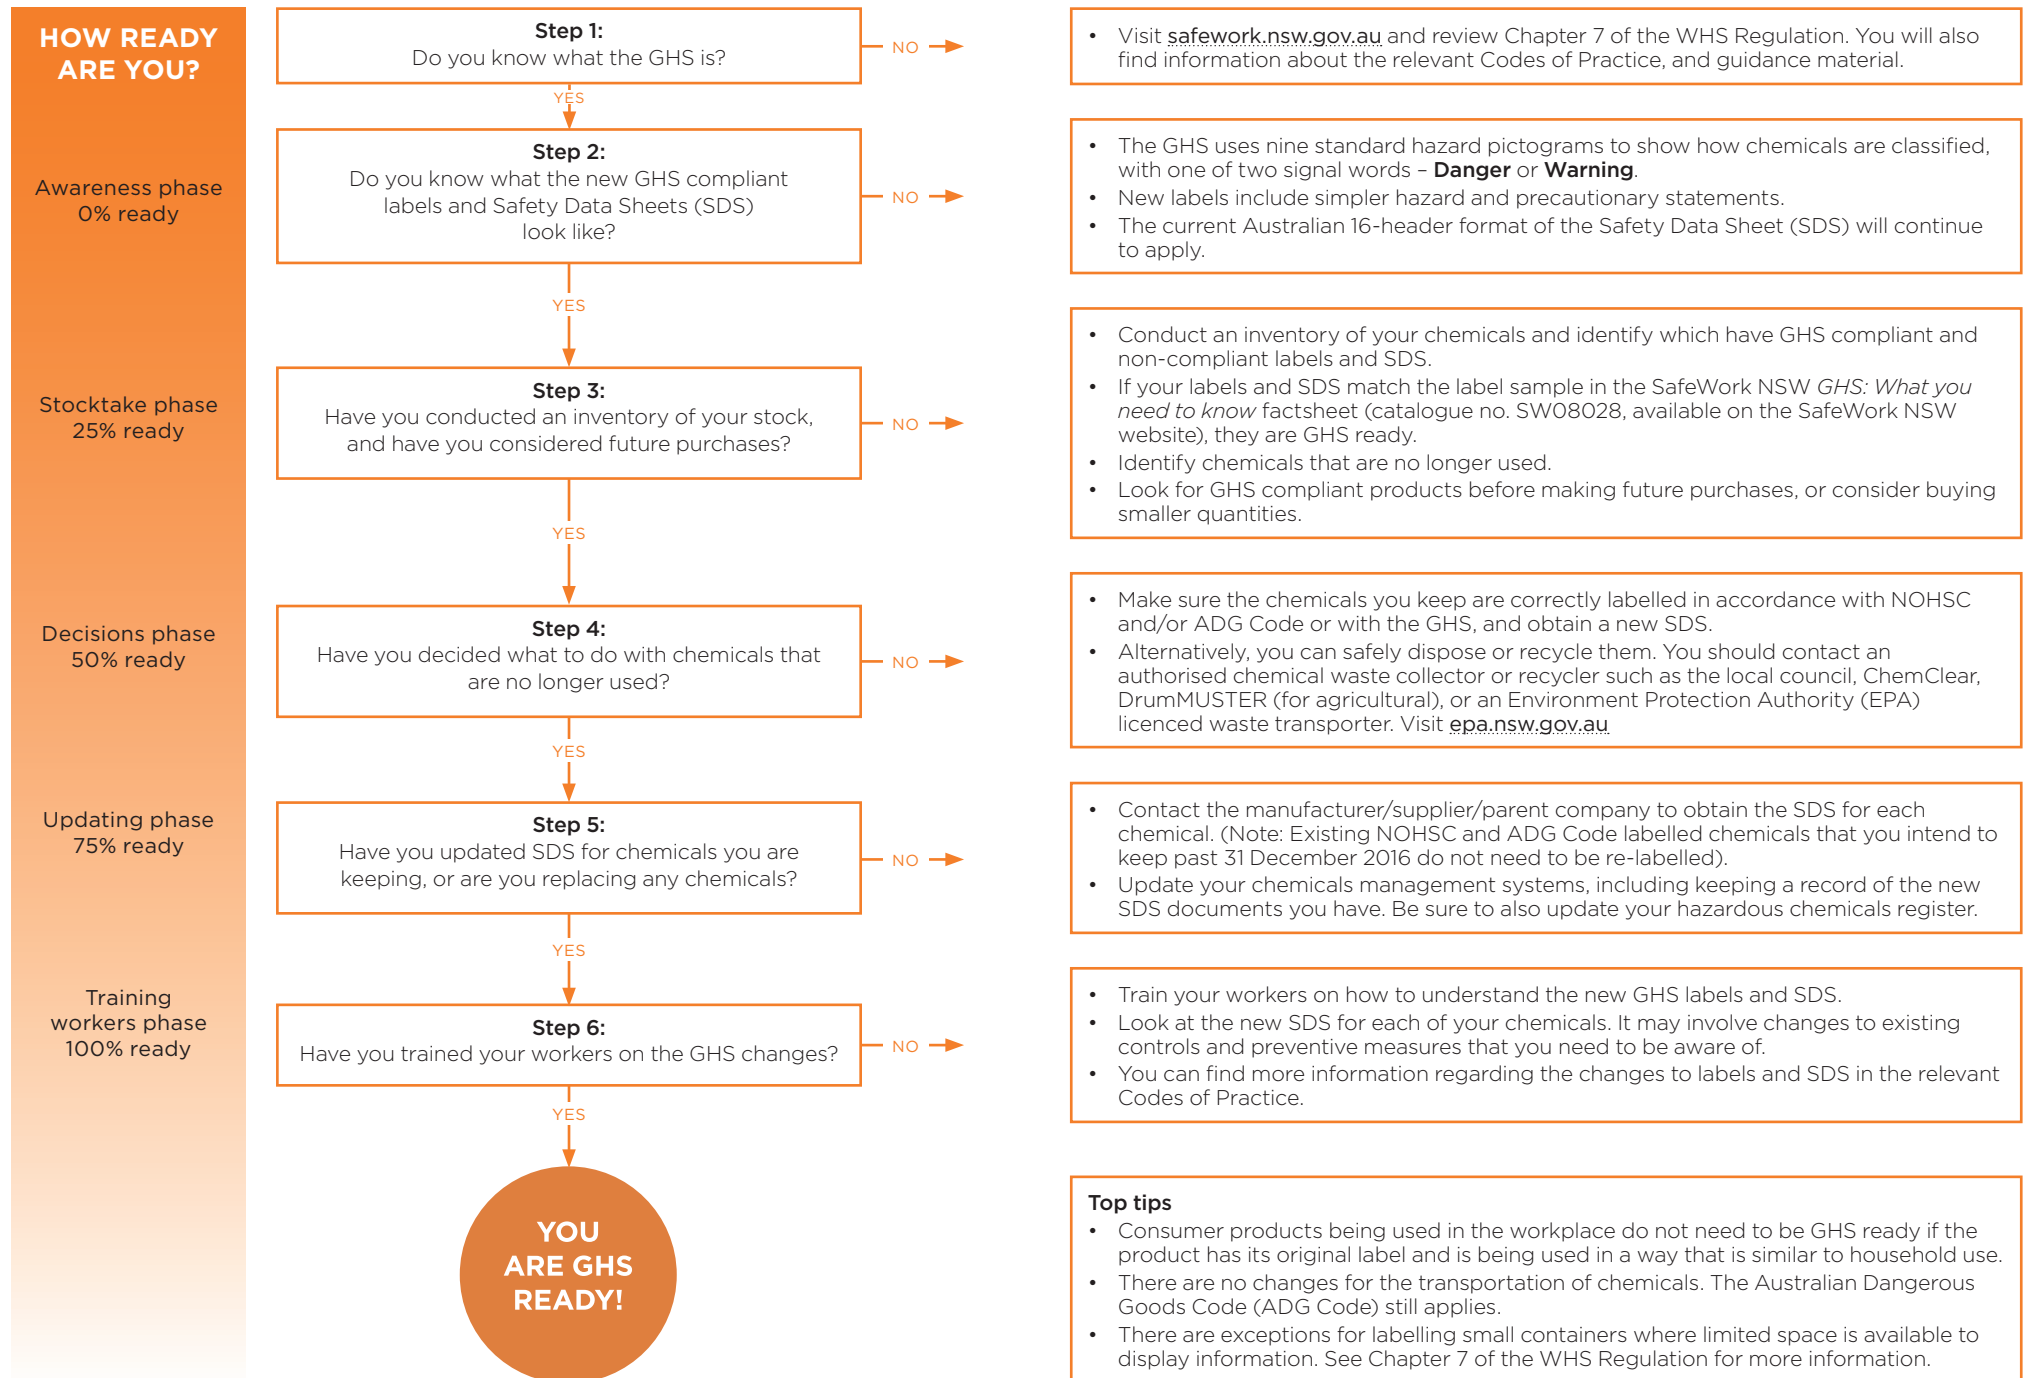 HOW READY
ARE YOU?
Awareness phase
0% ready
Stocktake phase
25% ready
Decisions phase
50% ready
Updating phase
75% ready
Training
workers phase
100% ready
Step 1:
Do you know what the GHS is?
NO
YES
Step 2:
Do you know what the new GHS compliant
labels and Safety Data Sheets (SDS)
look like?
NO
YES
Step 3:
Have you conducted an inventory of your stock,
and have you considered future purchases?
NO
YES
Step 4:
Have you decided what to do with chemicals that
are no longer used?
NO
YES
Step 5:
Have you updated SDS for chemicals you are
keeping, or are you replacing any chemicals?
NO
YES
Step 6:
Have you trained your workers on the GHS changes?
NO
YES
YOU
ARE GHS
READY!
• Visit safework.nsw.gov.au and review Chapter 7 of the WHS Regulation. You will also
find information about the relevant Codes of Practice, and guidance material.
• The GHS uses nine standard hazard pictograms to show how chemicals are classified,
with one of two signal words – Danger or Warning.
• New labels include simpler hazard and precautionary statements.
• The current Australian 16-header format of the Safety Data Sheet (SDS) will continue
to apply.
• Conduct an inventory of your chemicals and identify which have GHS compliant and
non-compliant labels and SDS.
• If your labels and SDS match the label sample in the SafeWork NSW GHS: What you
need to know factsheet (catalogue no. SW08028, available on the SafeWork NSW
website), they are GHS ready.
• Identify chemicals that are no longer used.
• Look for GHS compliant products before making future purchases, or consider buying
smaller quantities.
• Make sure the chemicals you keep are correctly labelled in accordance with NOHSC
and/or ADG Code or with the GHS, and obtain a new SDS.
• Alternatively, you can safely dispose or recycle them. You should contact an
authorised chemical waste collector or recycler such as the local council, ChemClear,
DrumMUSTER (for agricultural), or an Environment Protection Authority (EPA)
licenced waste transporter. Visit epa.nsw.gov.au
• Contact the manufacturer/supplier/parent company to obtain the SDS for each
chemical. (Note: Existing NOHSC and ADG Code labelled chemicals that you intend to
keep past 31 December 2016 do not need to be re-labelled).
• Update your chemicals management systems, including keeping a record of the new
SDS documents you have. Be sure to also update your hazardous chemicals register.
• Train your workers on how to understand the new GHS labels and SDS.
• Look at the new SDS for each of your chemicals. It may involve changes to existing
controls and preventive measures that you need to be aware of.
• You can find more information regarding the changes to labels and SDS in the relevant
Codes of Practice.
Top tips
• Consumer products being used in the workplace do not need to be GHS ready if the
product has its original label and is being used in a way that is similar to household use.
• There are no changes for the transportation of chemicals. The Australian Dangerous
Goods Code (ADG Code) still applies.
• There are exceptions for labelling small containers where limited space is available to
display information. See Chapter 7 of the WHS Regulation for more information.